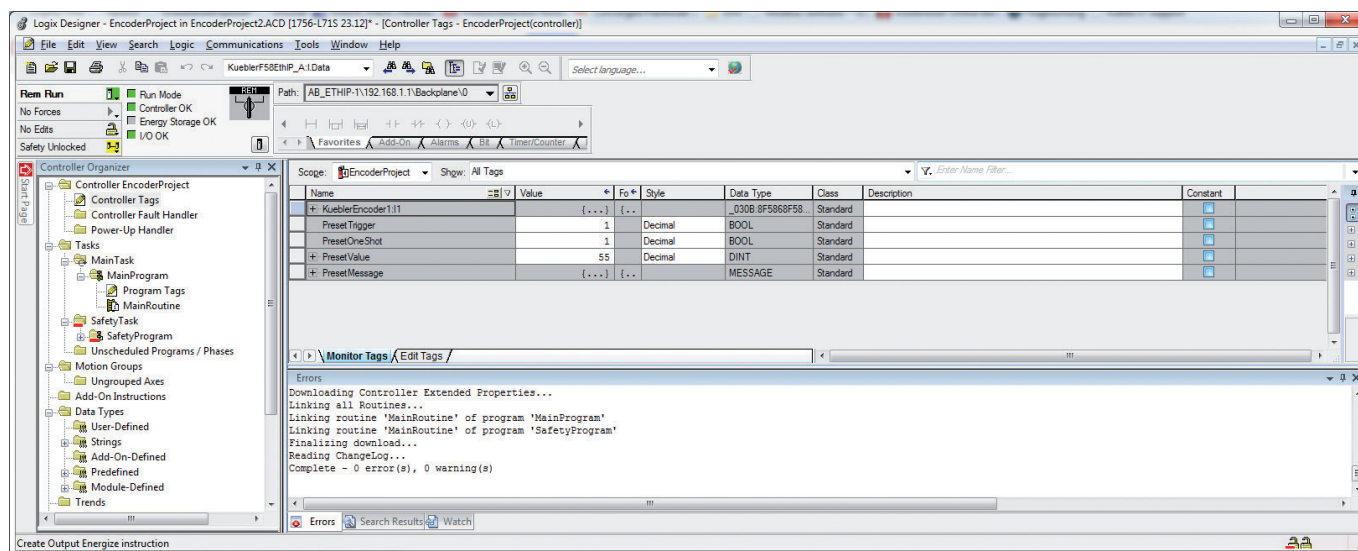 Logix Designer - EncoderProject in EncoderProject2.ACD [1756-L71S 23.12]* - [Controller Tags - EncoderProject(controller)]
File Edit View Search Logic Communications Tools Window Help
KueblerF58EthIP_A:I.Data Select language...
Rem Run Run Mode REM Path: AB_ETHIP-1\192.168.1.1\Backplane\0
No Forces Controller OK
No Edits Energy Storage OK
Safety Unlocked I/O OK
Favorites Add-On Alarms Bit Timer/Counter
Start Page
Controller Organizer
Controller EncoderProject
Controller Tags
Controller Fault Handler
Power-Up Handler
Tasks
MainTask
MainProgram
Program Tags
MainRoutine
SafetyTask
SafetyProgram
Unscheduled Programs / Phases
Motion Groups
Ungrouped Axes
Add-On Instructions
Data Types
User-Defined
Strings
Add-On-Defined
Predefined
Module-Defined
Trends
Scope: EncoderProject Show: All Tags Enter Name Filter...
Name Value Fo Style Data Type Class Description Constant
KueblerEncoder1:I1 {...} {.. _030B:8F5868F58... Standard
PresetTrigger 1 Decimal BOOL Standard
PresetOneShot 1 Decimal BOOL Standard
PresetValue 55 Decimal DINT Standard
PresetMessage {...} {.. MESSAGE Standard
Monitor Tags Edit Tags
Errors
Downloading Controller Extended Properties...
Linking all Routines...
Linking routine 'MainRoutine' of program 'MainProgram'
Linking routine 'MainRoutine' of program 'SafetyProgram'
Finalizing download...
Reading ChangeLog...
Complete - 0 error(s), 0 warning(s)
Errors Search Results Watch
Create Output Energize instruction